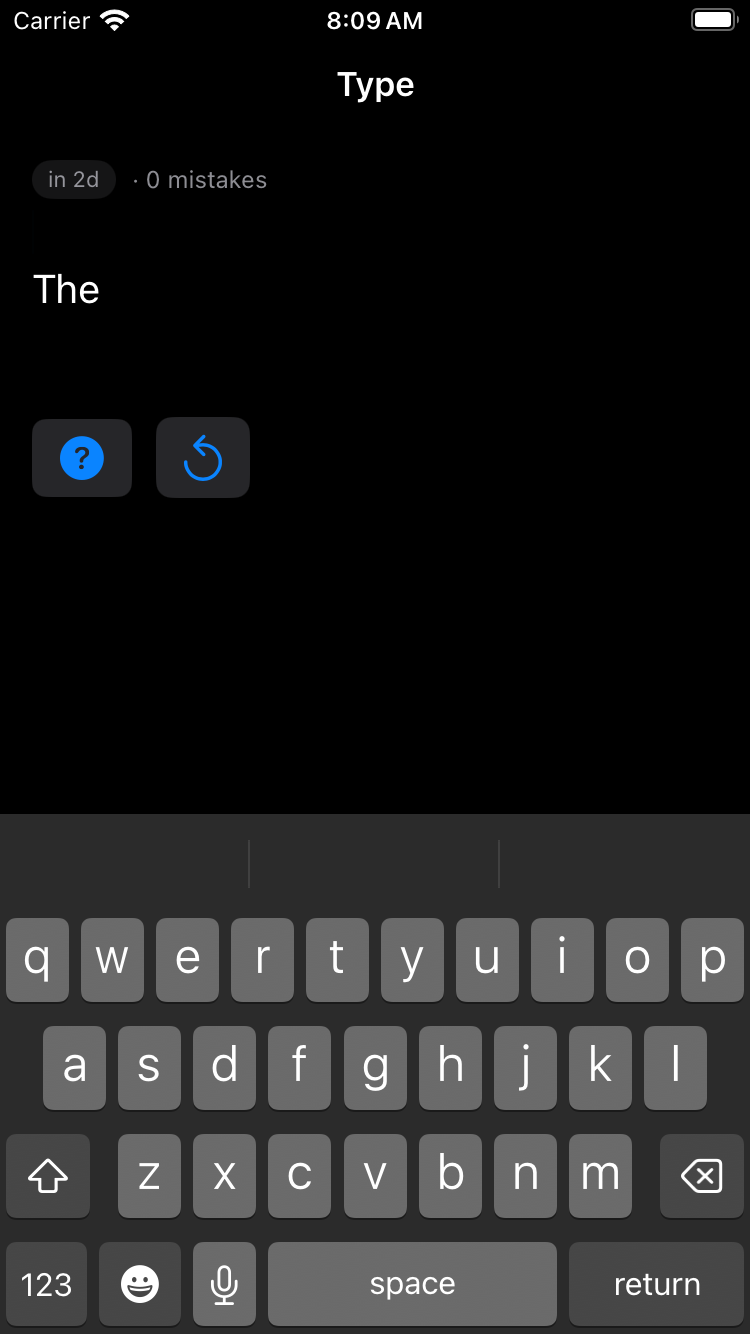 Carrier 8:09 AM
Type
in 2d · 0 mistakes
The
?
q w e r t y u i o p
a s d f g h j k l
z x c v b n m
123 space return